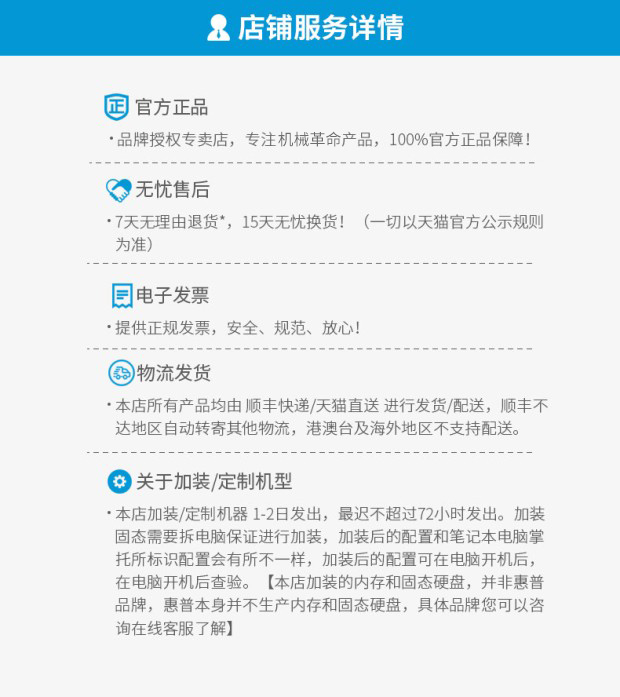 店铺服务详情
正 官方正品
·品牌授权专卖店，专注机械革命产品，100%官方正品保障！
无忧售后
·7天无理由退货*，15天无忧换货！（一切以天猫官方公示规则
为准）
电子发票
·提供正规发票，安全、规范、放心！
物流发货
·本店所有产品均由 顺丰快递/天猫直送 进行发货/配送，顺丰不
达地区自动转寄其他物流，港澳台及海外地区不支持配送。
关于加装/定制机型
·本店加装/定制机器 1-2日发出，最迟不超过72小时发出。加装
固态需要拆电脑保证进行加装，加装后的配置和笔记本电脑掌
托所标识配置会有所不一样，加装后的配置可在电脑开机后，
在电脑开机后查验。【本店加装的内存和固态硬盘，并非惠普
品牌，惠普本身并不生产内存和固态硬盘，具体品牌您可以咨
询在线客服了解】